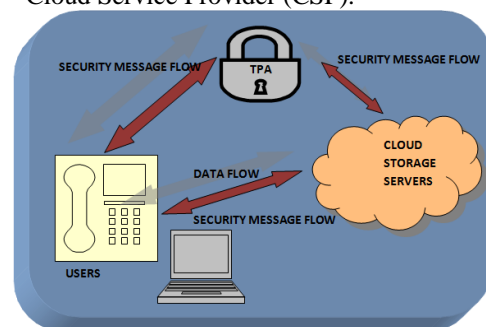 Cloud Service Provider (CSP).
SECURITY MESSAGE FLOW
TPA
SECURITY MESSAGE FLOW
CLOUD
STORAGE
SERVERS
DATA FLOW
SECURITY MESSAGE FLOW
USERS